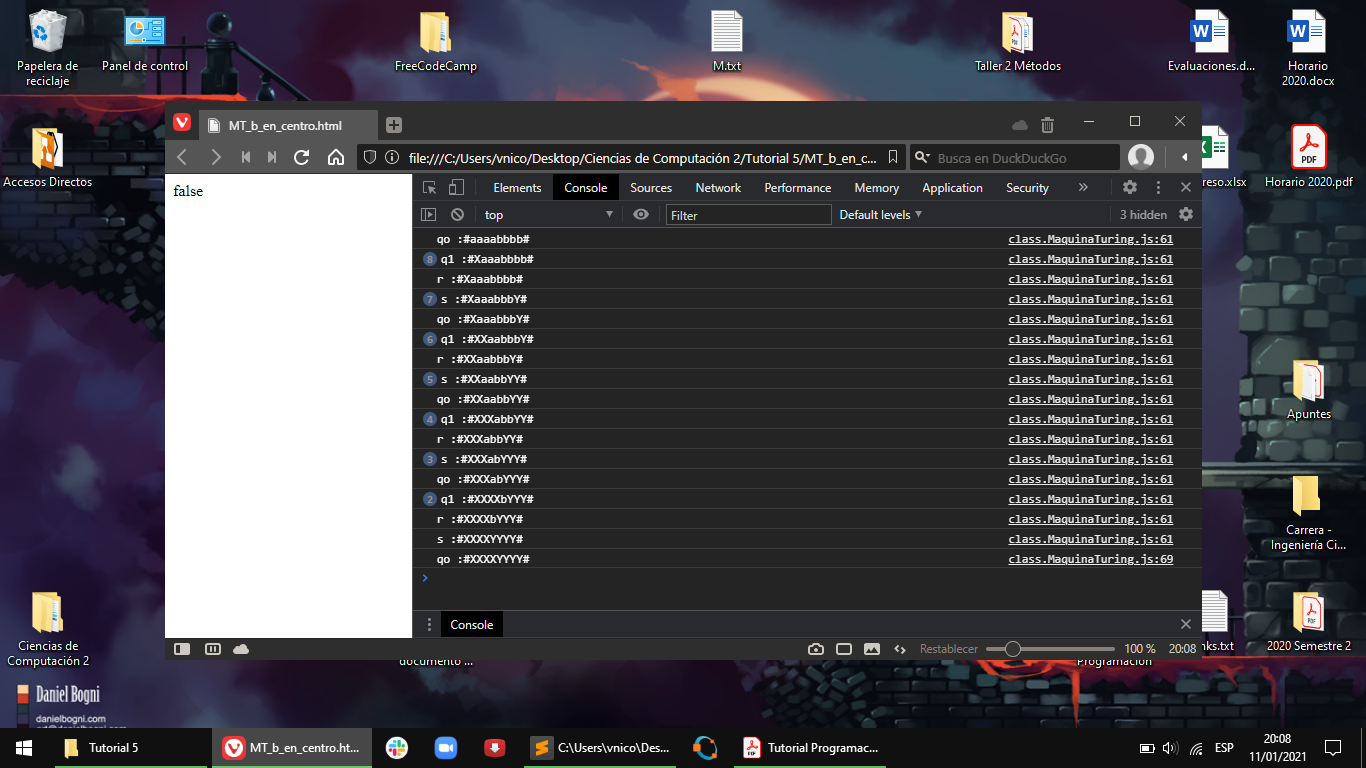 Papelera de
reciclaje
Panel de control
FreeCodeCamp
M.txt
Taller 2 Métodos
Evaluaciones.d...
Horario
2020.docx
Accesos Directos
reso.xlsx
Horario 2020.pdf
MT_b_en_centro.html
file:///C:/Users/vnico/Desktop/Ciencias de Computación 2/Tutorial 5/MT_b_en_c...
Busca en DuckDuckGo
false
Elements Console Sources Network Performance Memory Application Security »
top
Filter
Default levels ▼
3 hidden
qo :#aaaabbbb# class.MaquinaTuring.js:61
8 q1 :#Xaaabbbb# class.MaquinaTuring.js:61
r :#Xaaabbbb# class.MaquinaTuring.js:61
7 s :#XaaabbbY# class.MaquinaTuring.js:61
qo :#XaaabbbY# class.MaquinaTuring.js:61
6 q1 :#XXaabbbY# class.MaquinaTuring.js:61
r :#XXaabbbY# class.MaquinaTuring.js:61
5 s :#XXaabbYY# class.MaquinaTuring.js:61
qo :#XXaabbYY# class.MaquinaTuring.js:61
4 q1 :#XXXabbYY# class.MaquinaTuring.js:61
r :#XXXabbYY# class.MaquinaTuring.js:61
3 s :#XXXabYYY# class.MaquinaTuring.js:61
qo :#XXXabYYY# class.MaquinaTuring.js:61
2 q1 :#XXXXbYYY# class.MaquinaTuring.js:61
r :#XXXXbYYY# class.MaquinaTuring.js:61
s :#XXXXYYYY# class.MaquinaTuring.js:61
qo :#XXXXYYYY# class.MaquinaTuring.js:69
Console
Restablecer
100 %
20:08
Apuntes
Carrera -
Ingeniería Ci...
Ciencias de
Computación 2
documento ...
Programación
nks.txt
2020 Semestre 2
Daniel Bogni
danielbogni.com
Tutorial 5
MT_b_en_centro.ht...
C:\Users\vnico\Des...
Tutorial Programac...
ESP
20:08
11/01/2021